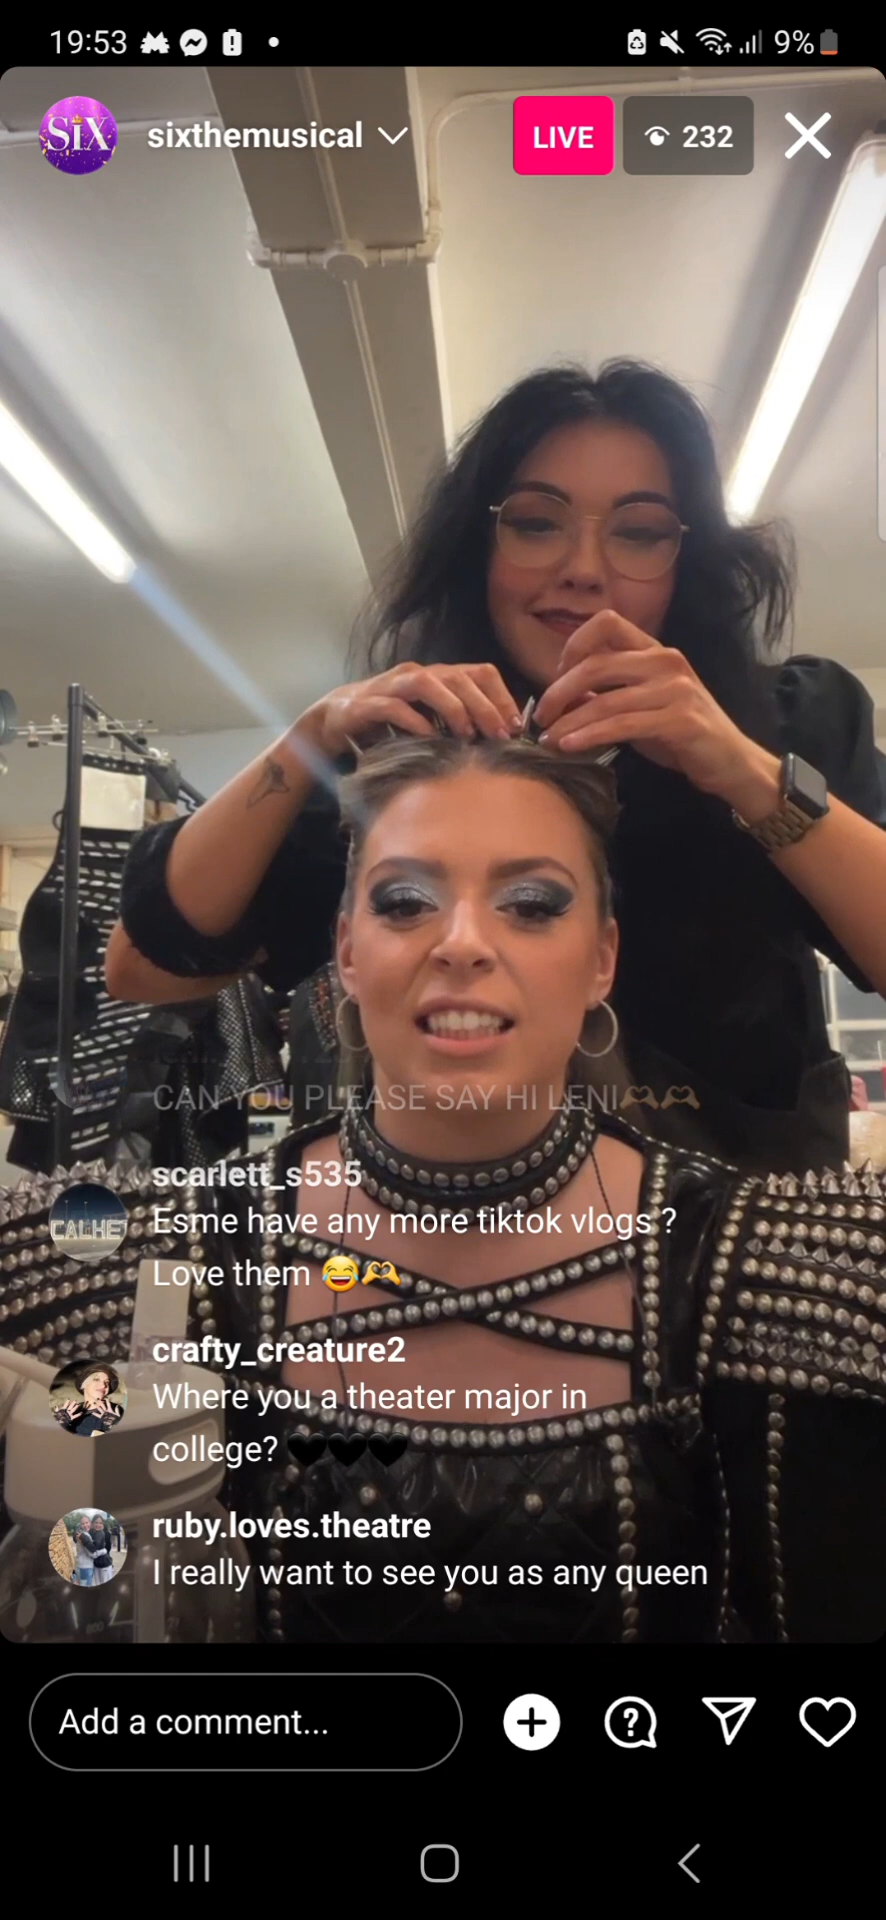 19:53
9%
SIX
sixthemusical
LIVE
232
CAN YOU PLEASE SAY HI LENI🫶🏽🫶🏽
scarlett_s535
Esme have any more tiktok vlogs ?
Love them 😂🫶
CALHE
crafty_creature2
Where you a theater major in
college? 🖤🖤🖤
ruby.loves.theatre
I really want to see you as any queen
Add a comment...